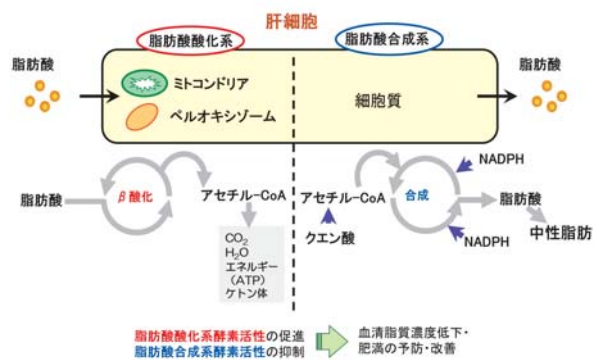 肝細胞
脂肪酸酸化系
脂肪酸合成系
脂肪酸
ミトコンドリア
ペルオキシゾーム
細胞質
脂肪酸
脂肪酸
β酸化
アセチル-CoA
CO2
H2O
エネルギー
(ATP)
ケトン体
アセチル-CoA
クエン酸
合成
NADPH
NADPH
脂肪酸
中性脂肪
脂肪酸酸化系酵素活性の促進
脂肪酸合成系酵素活性の抑制
血清脂質濃度低下・
肥満の予防・改善